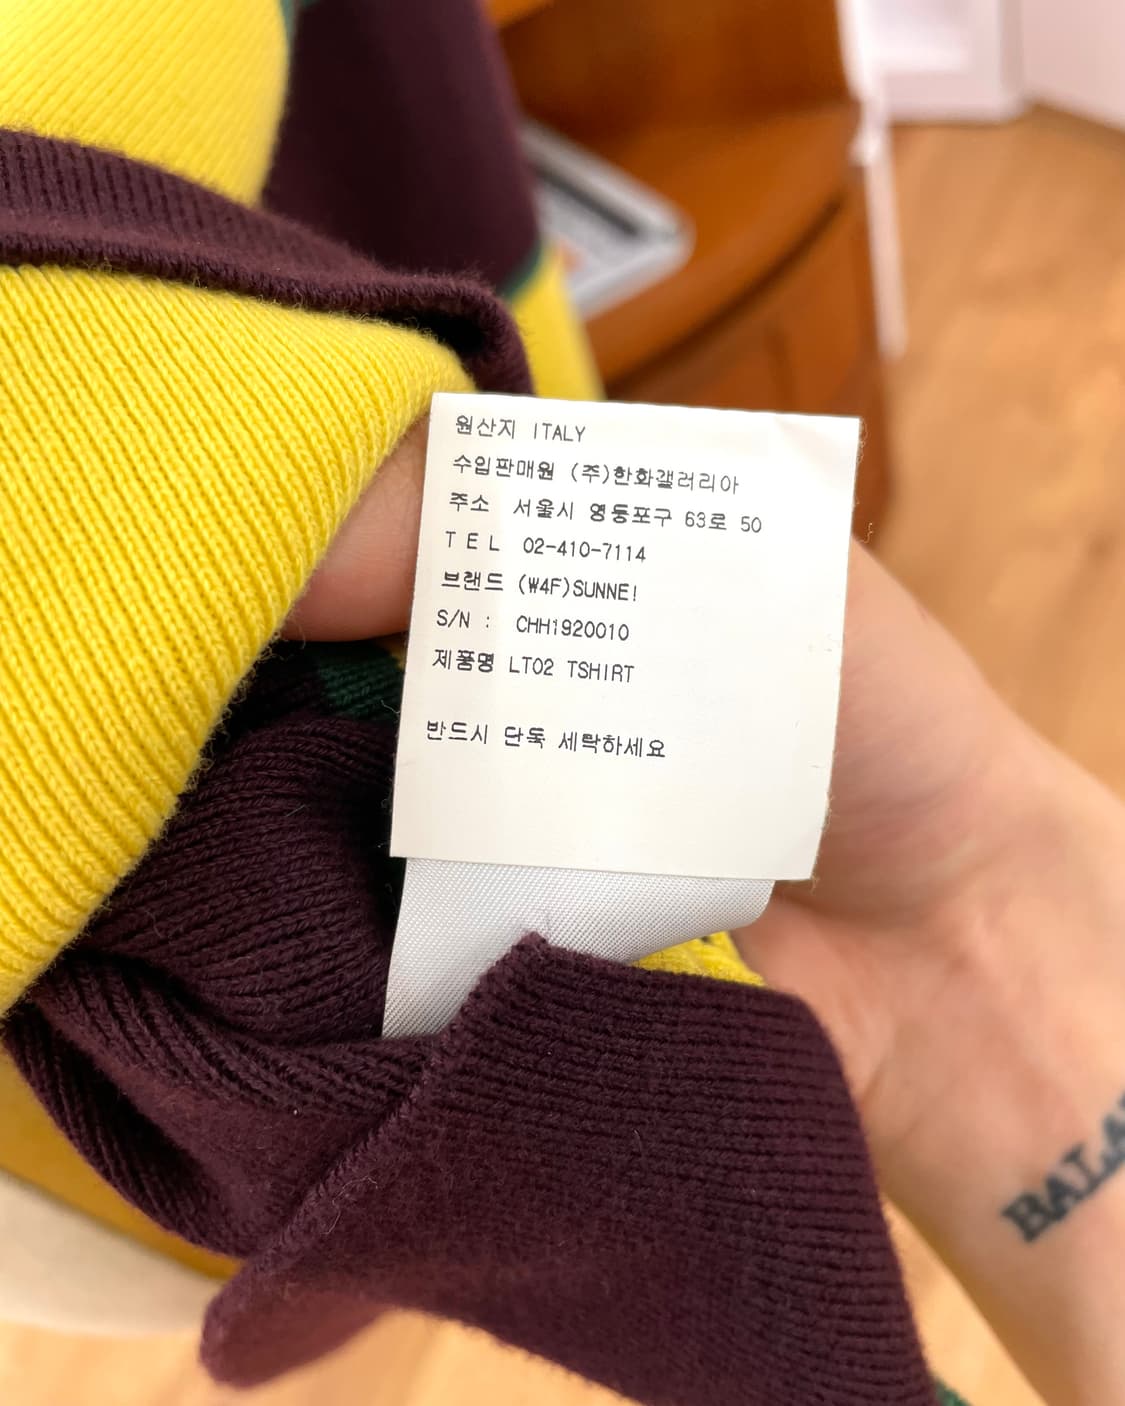 원산지 ITALY
수입판매원 (주)한화갤러리아
주소 서울시 영등포구 63로 50
T E L 02-410-7114
브랜드 (W4F)SUNNE!
S/N : CHH1920010
제품명 LT02 TSHIRT
반드시 단독 세탁하세요